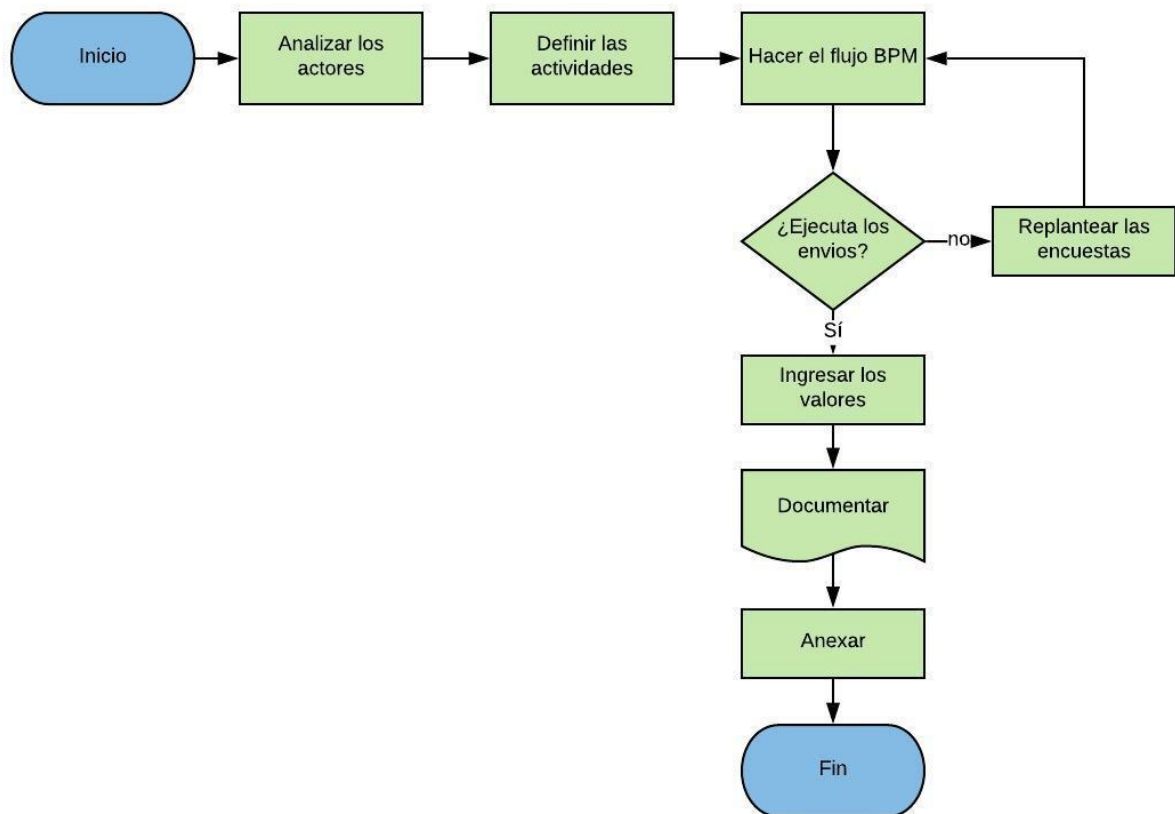 Inicio
Analizar los
actores
Definir las
actividades
Hacer el flujo BPM
¿Ejecuta los
envios?
no
Replantear las
encuestas
Sí
Ingresar los
valores
Documentar
Anexar
Fin